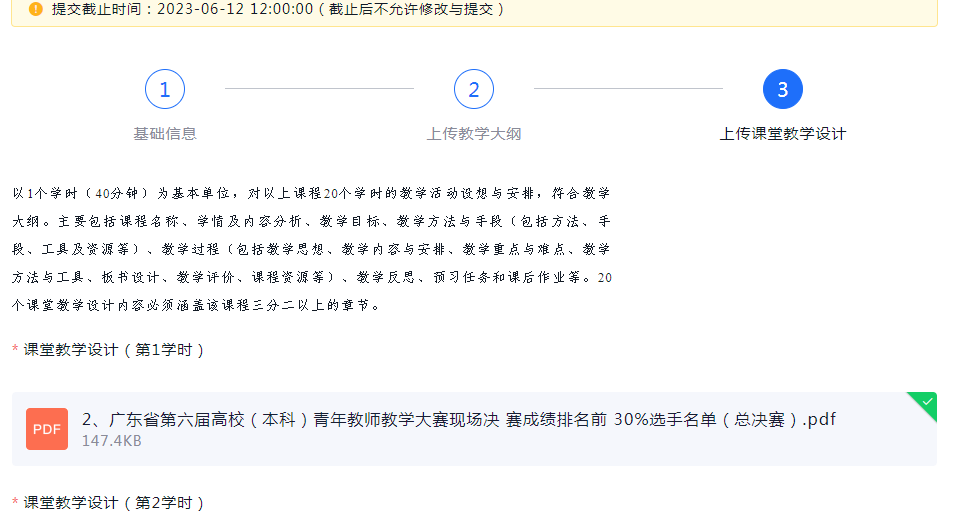 提交截止时间：2023-06-12 12:00:00（截止后不允许修改与提交）
1
2
3
基础信息
上传教学大纲
上传课堂教学设计
以1个学时（40分钟）为基本单位，对以上课程20个学时的教学活动设想与安排，符合教学
大纲。主要包括课程名称、学情及内容分析、教学目标、教学方法与手段（包括方法、手
段、工具及资源等）、教学过程（包括教学思想、教学内容与安排、教学重点与难点、教学
方法与工具、板书设计、教学评价、课程资源等）、教学反思、预习任务和课后作业等。20
个课堂教学设计内容必须涵盖该课程三分二以上的章节。
* 课堂教学设计（第1学时）
PDF
2、广东省第六届高校（本科）青年教师教学大赛现场决 赛成绩排名前 30%选手名单（总决赛）.pdf
147.4KB
* 课堂教学设计（第2学时）